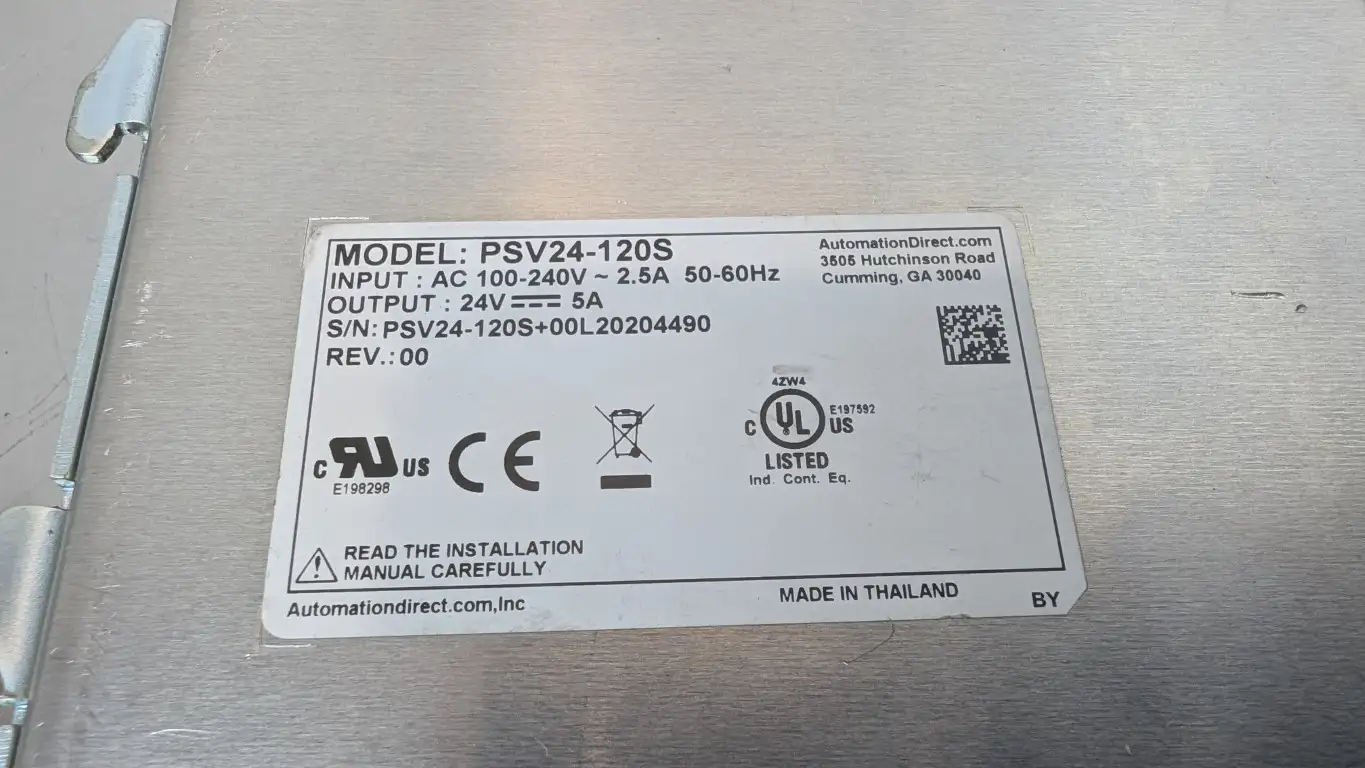 MODEL: PSV24-120S
INPUT : AC 100-240V ~ 2.5A 50-60Hz
OUTPUT : 24V⎓ 5A
S/N: PSV24-120S+00L20204490
REV.: 00
AutomationDirect.com
3505 Hutchinson Road
Cumming, GA 30040
c RU US
E198298
CE
4ZW4
C UL US
E197592
LISTED
Ind. Cont. Eq.
READ THE INSTALLATION
MANUAL CAREFULLY
Automationdirect.com,Inc
MADE IN THAILAND
BY